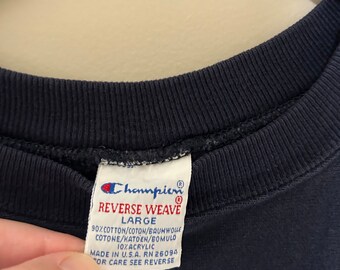 Champion®
REVERSE WEAVE®
LARGE
90% COTTON/COTON/BAUMWOLLE
COTONE/KATOEN/BOMULD
10% ACRYLIC
MADE IN U.S.A. RN 26094
FOR CARE SEE REVERSE